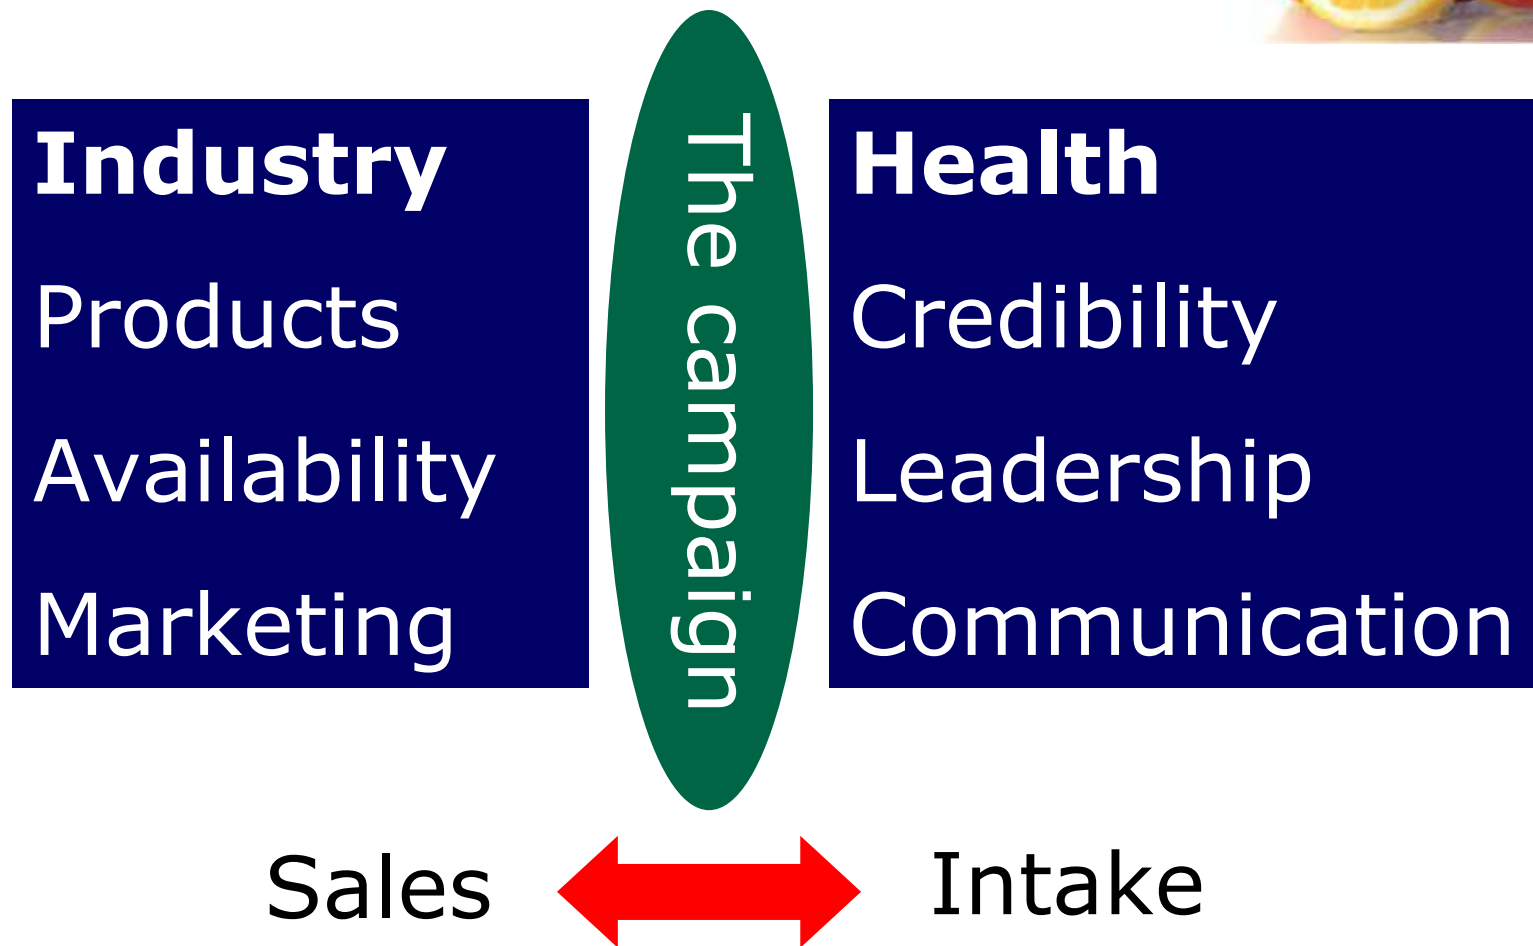 Industry
Products
Availability
Marketing
The campaign
Health
Credibility
Leadership
Communication
Sales
Intake